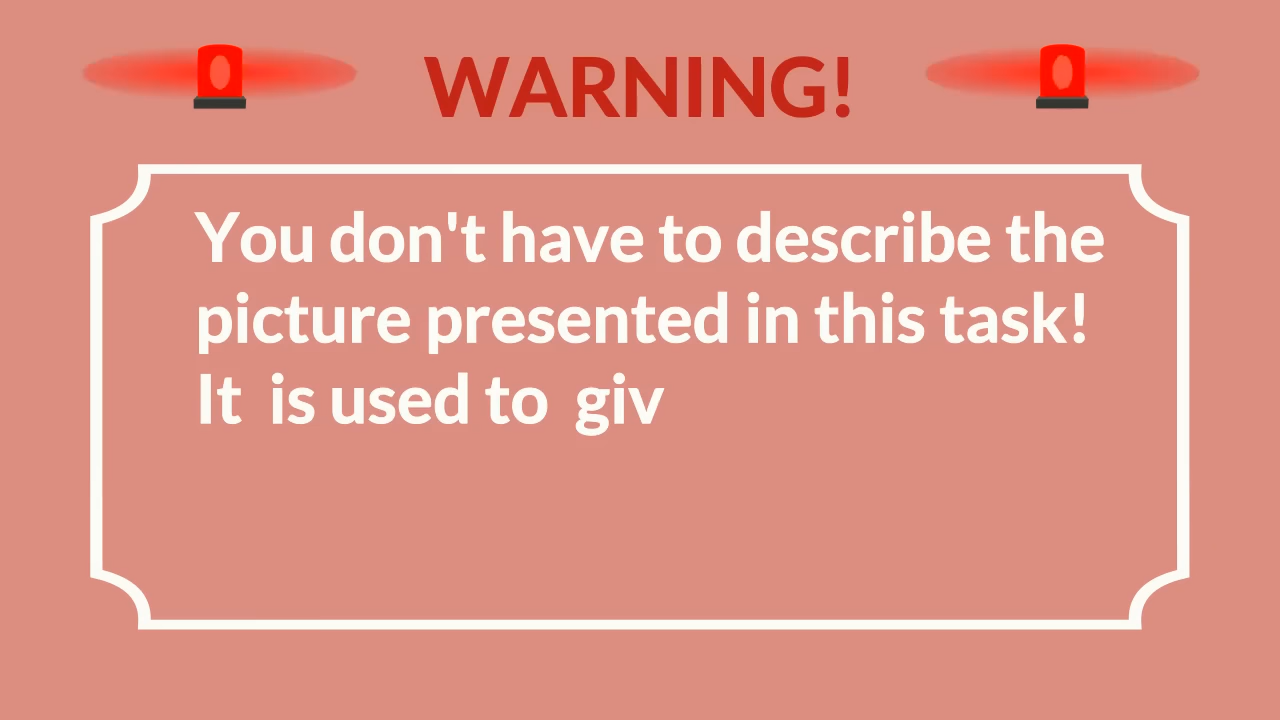 WARNING!
You don't have to describe the
picture presented in this task!
It is used to giv